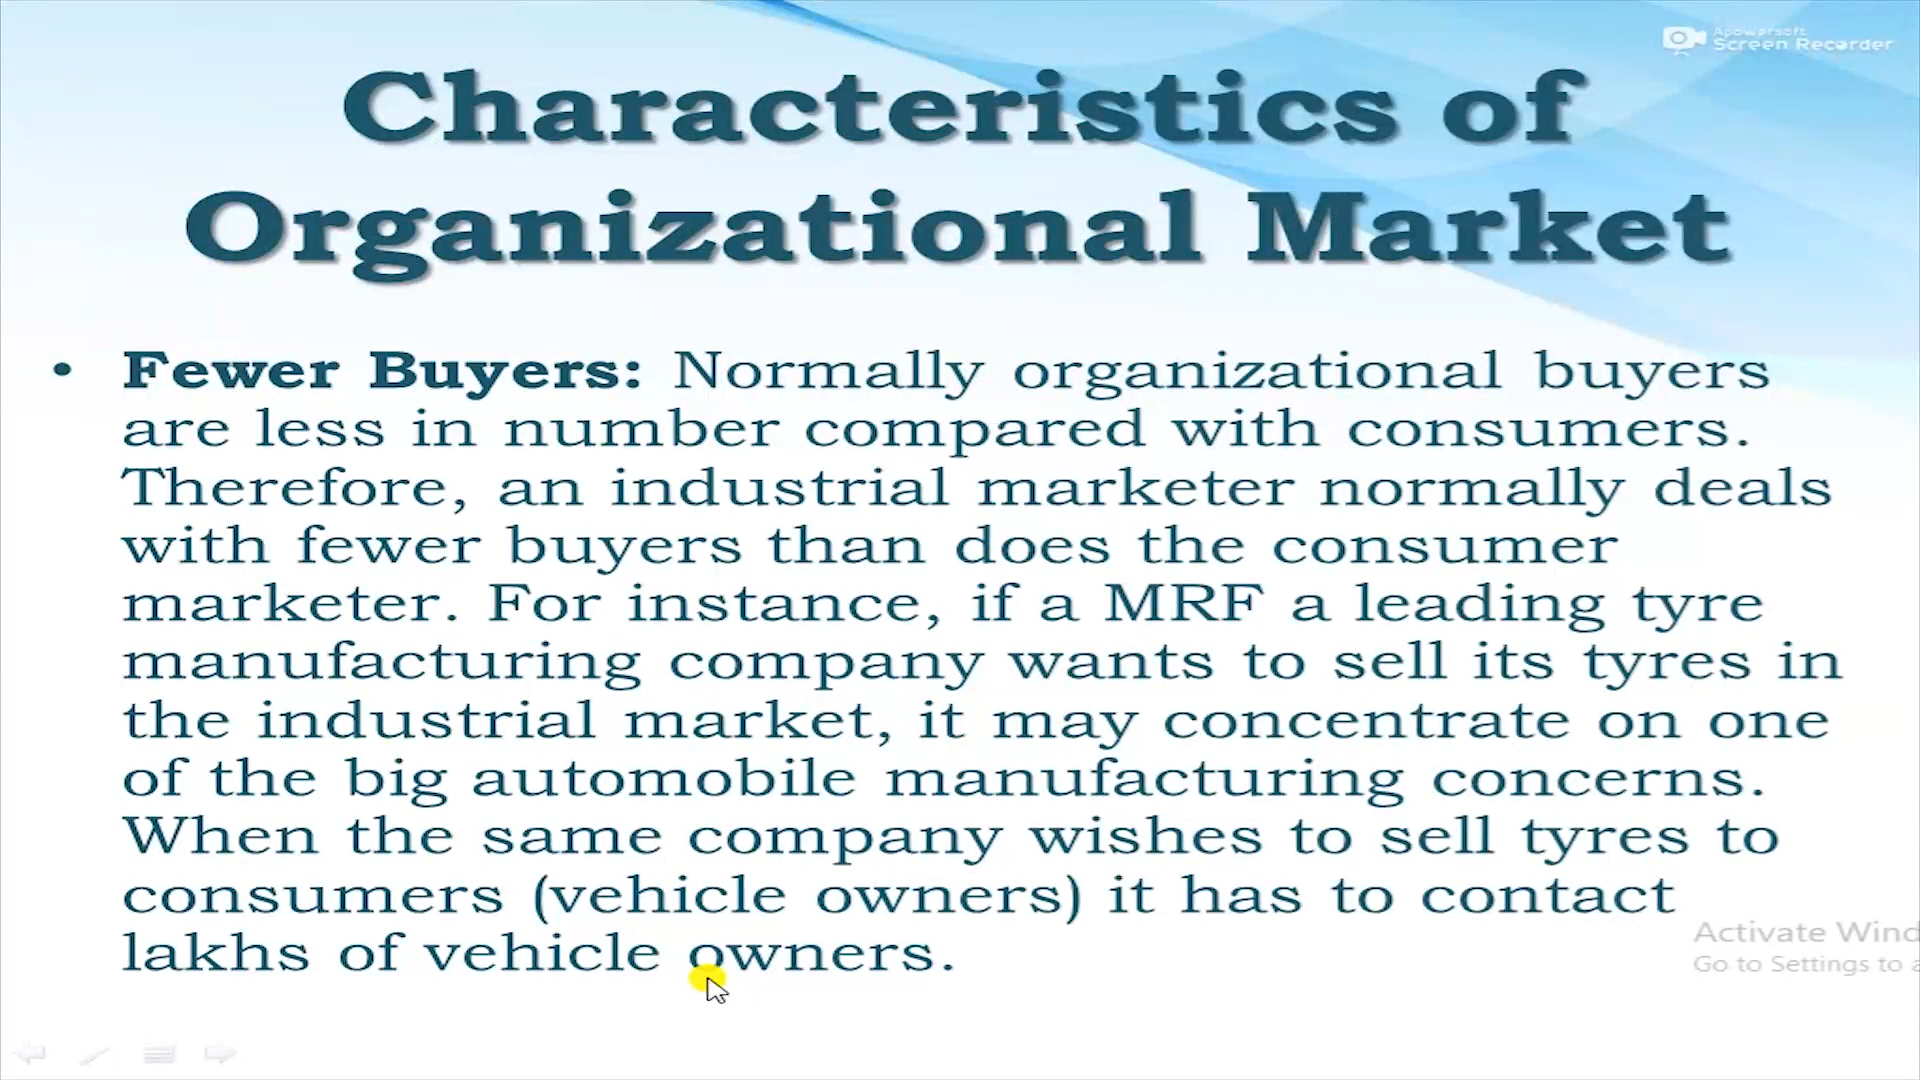 Apowersoft
Screen Recorder
Characteristics of
Organizational Market
• Fewer Buyers: Normally organizational buyers
are less in number compared with consumers.
Therefore, an industrial marketer normally deals
with fewer buyers than does the consumer
marketer. For instance, if a MRF a leading tyre
manufacturing company wants to sell its tyres in
the industrial market, it may concentrate on one
of the big automobile manufacturing concerns.
When the same company wishes to sell tyres to
consumers (vehicle owners) it has to contact
lakhs of vehicle owners.
Activate Wind
Go to Settings to a